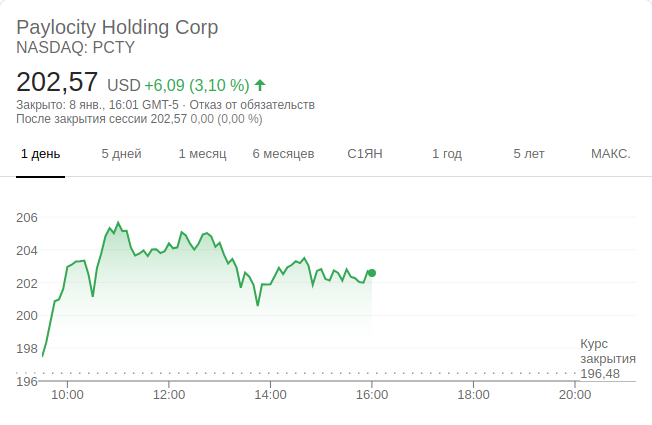 Paylocity Holding Corp
NASDAQ: PCTY
202,57 USD +6,09 (3,10 %)
Закрыто: 8 янв., 16:01 GMT-5 · Отказ от обязательств
После закрытия сессии 202,57 0,00 (0,00 %)
1 день 5 дней 1 месяц 6 месяцев С1ЯН 1 год 5 лет МАКС.
206
204
202
200
198
196
Курс
закрытия
196,48
10:00 12:00 14:00 16:00 18:00 20:00